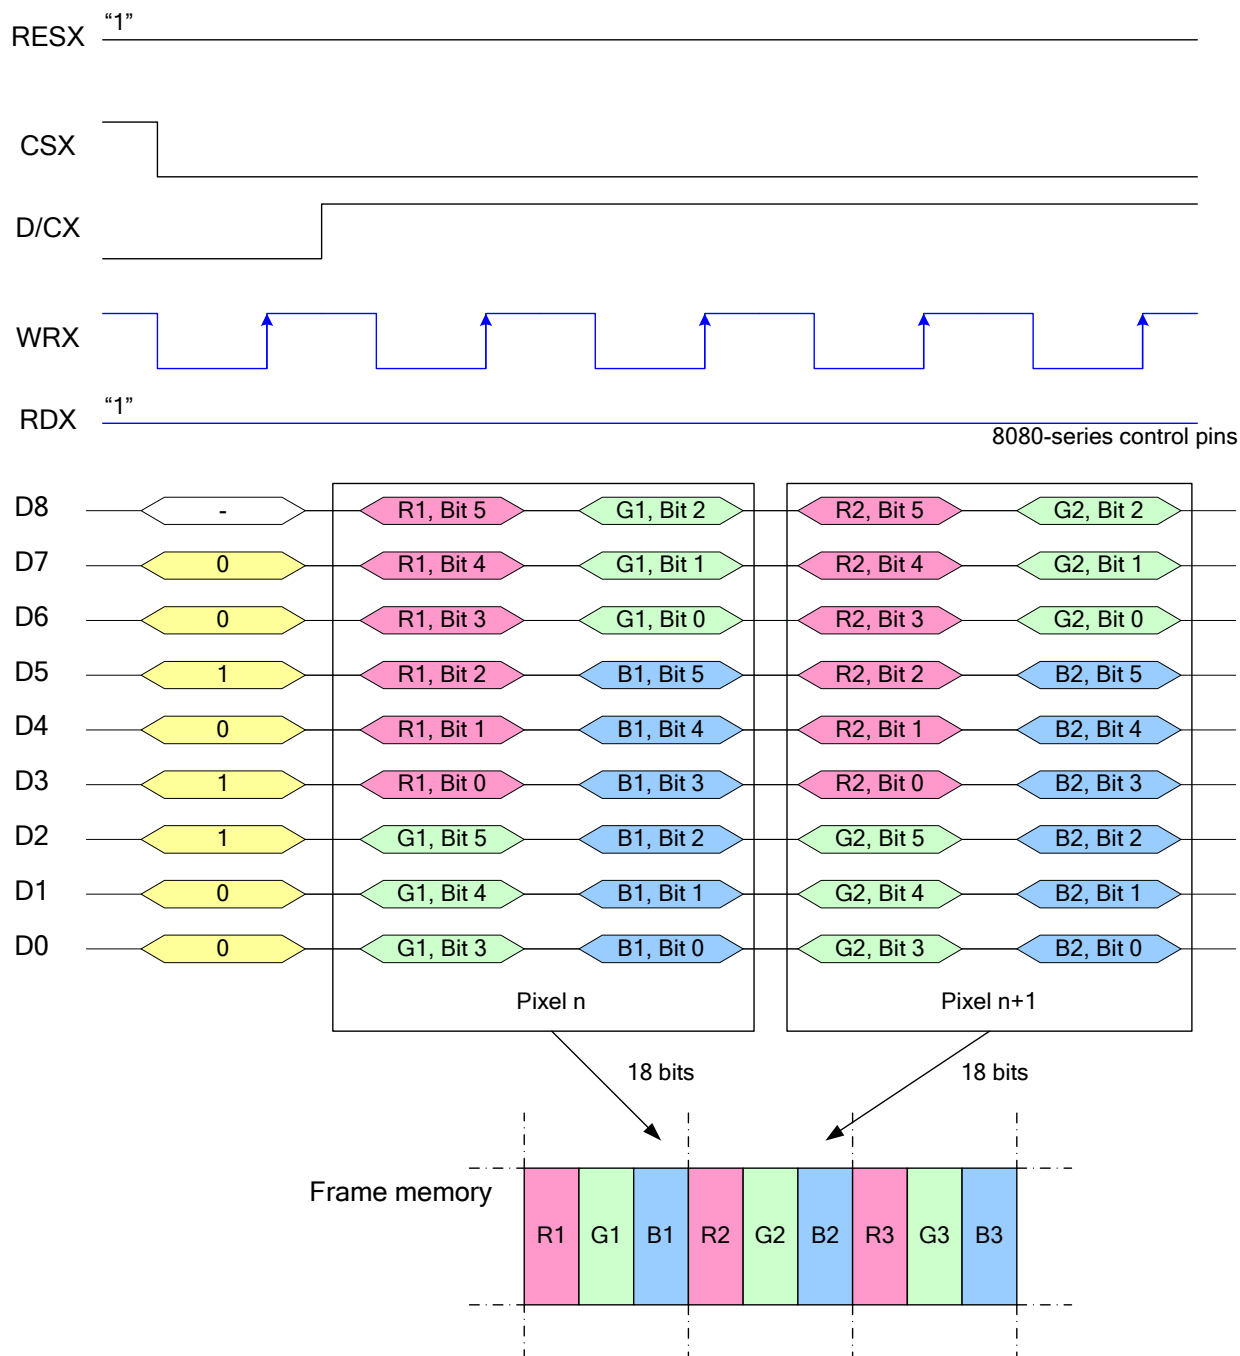 RESX “1”
CSX
D/CX
WRX
RDX “1”
8080-series control pins
D8 - R1, Bit 5 G1, Bit 2 R2, Bit 5 G2, Bit 2
D7 0 R1, Bit 4 G1, Bit 1 R2, Bit 4 G2, Bit 1
D6 0 R1, Bit 3 G1, Bit 0 R2, Bit 3 G2, Bit 0
D5 1 R1, Bit 2 B1, Bit 5 R2, Bit 2 B2, Bit 5
D4 0 R1, Bit 1 B1, Bit 4 R2, Bit 1 B2, Bit 4
D3 1 R1, Bit 0 B1, Bit 3 R2, Bit 0 B2, Bit 3
D2 1 G1, Bit 5 B1, Bit 2 G2, Bit 5 B2, Bit 2
D1 0 G1, Bit 4 B1, Bit 1 G2, Bit 4 B2, Bit 1
D0 0 G1, Bit 3 B1, Bit 0 G2, Bit 3 B2, Bit 0
Pixel n Pixel n+1
18 bits 18 bits
Frame memory
R1 G1 B1 R2 G2 B2 R3 G3 B3